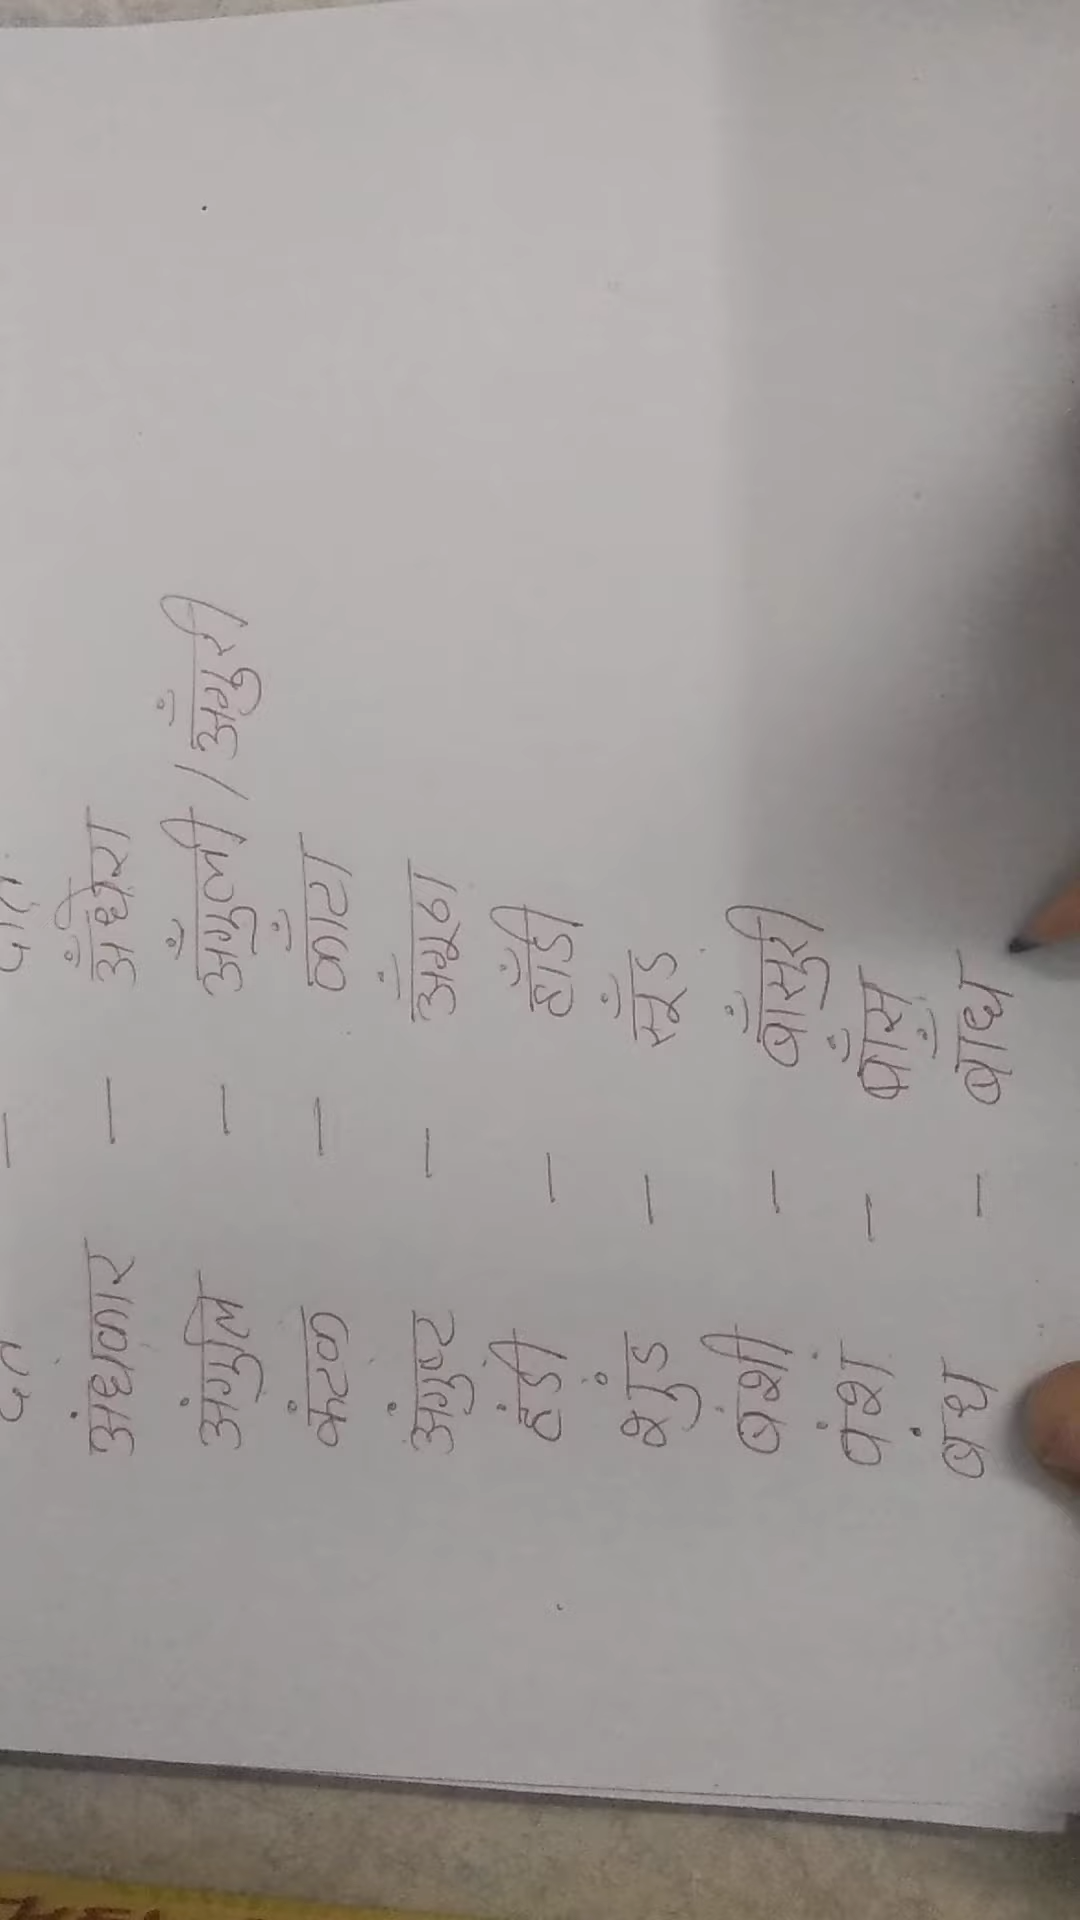 अंधकार - अँधेरा
अंगुलि - अँगुली / अँगुरी
कंटक - काँटा
अंगुष्ट - अँगूठा
हंडी - हाँडी
शुंड - सूँड
बंशी - बाँसुरी
वंश - बाँस
बंध - बाँध